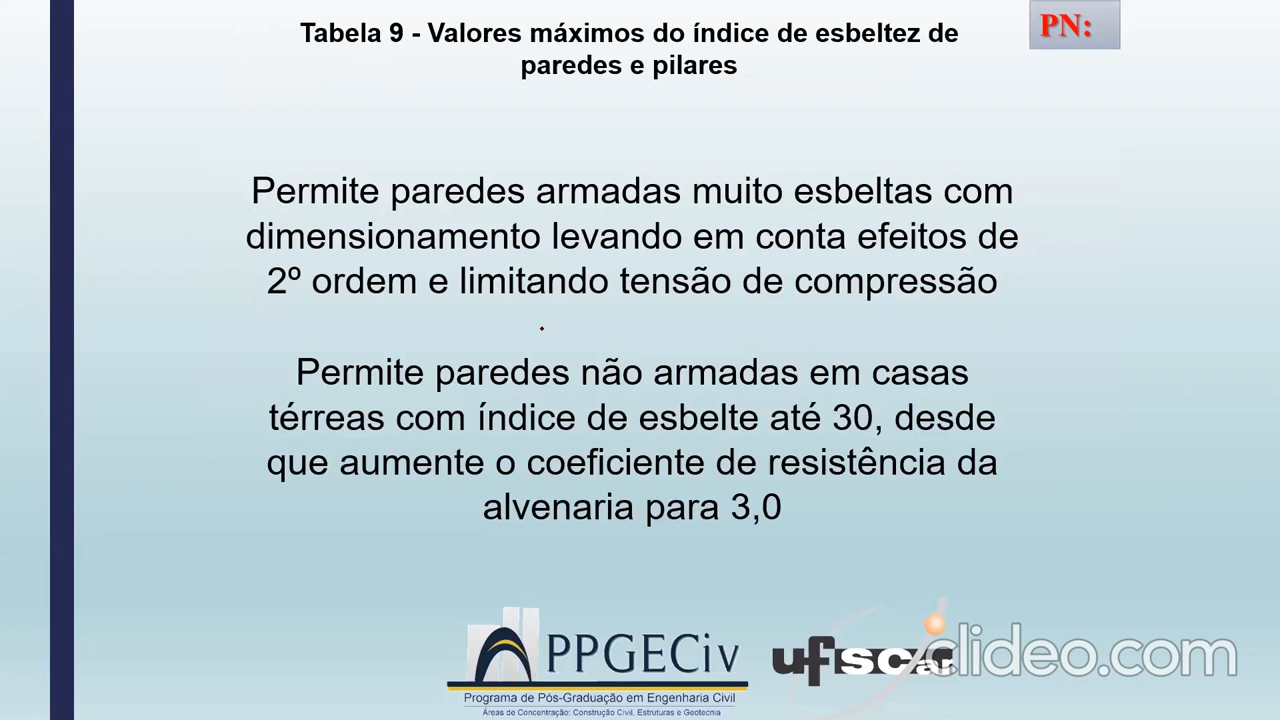 Tabela 9 - Valores máximos do índice de esbeltez de
paredes e pilares
PN:
Permite paredes armadas muito esbeltas com
dimensionamento levando em conta efeitos de
2º ordem e limitando tensão de compressão
Permite paredes não armadas em casas
térreas com índice de esbelte até 30, desde
que aumente o coeficiente de resistência da
alvenaria para 3,0
PPGECiv
Programa de Pós-Graduação em Engenharia Civil
Áreas de Concentração: Construção Civil, Estruturas e Geotecnia
ufscar
clideo.com